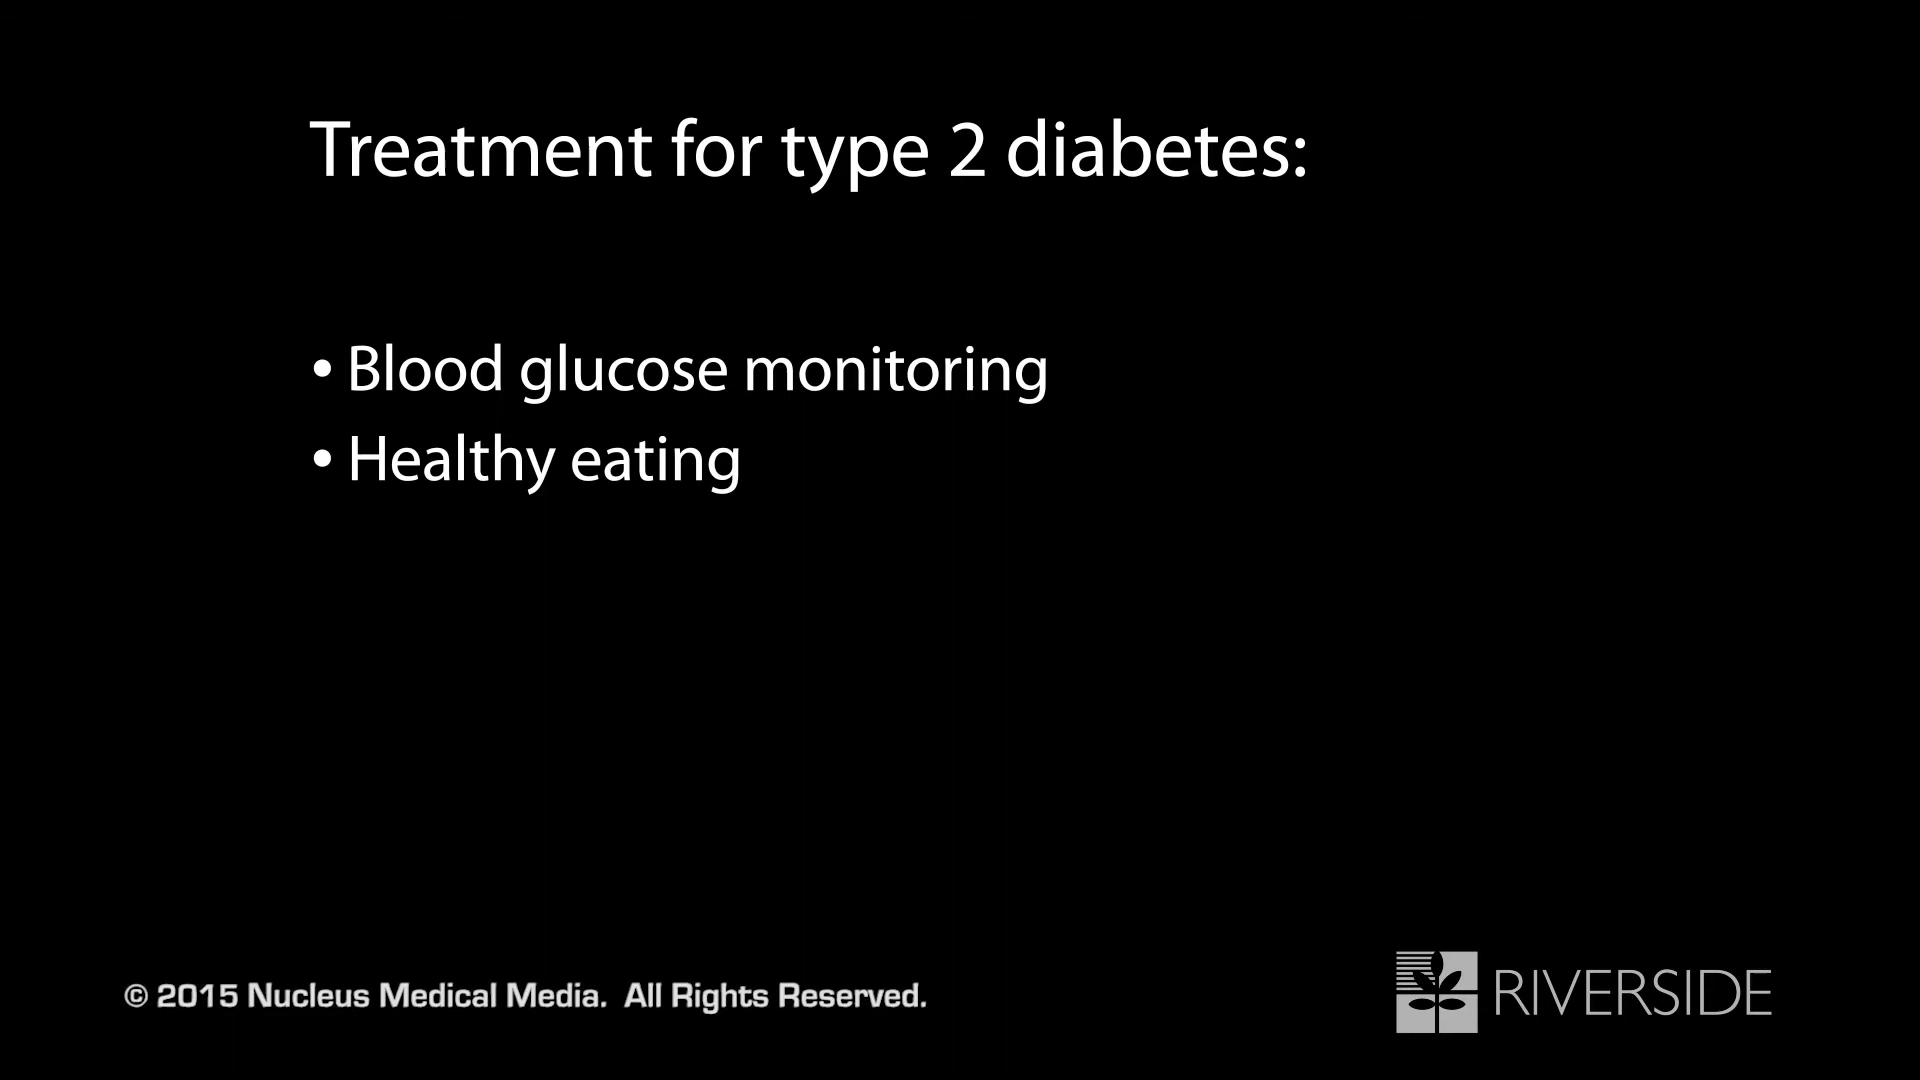 Treatment for type 2 diabetes:
• Blood glucose monitoring
• Healthy eating
© 2015 Nucleus Medical Media. All Rights Reserved.
RIVERSIDE